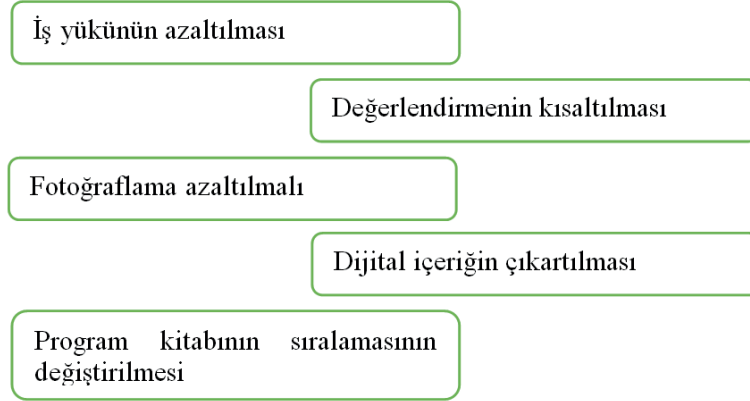 İş yükünün azaltılması
Değerlendirmenin kısaltılması
Fotoğraflama azaltılmalı
Dijital içeriğin çıkartılması
Program kitabının sıralamasının
değiştirilmesi